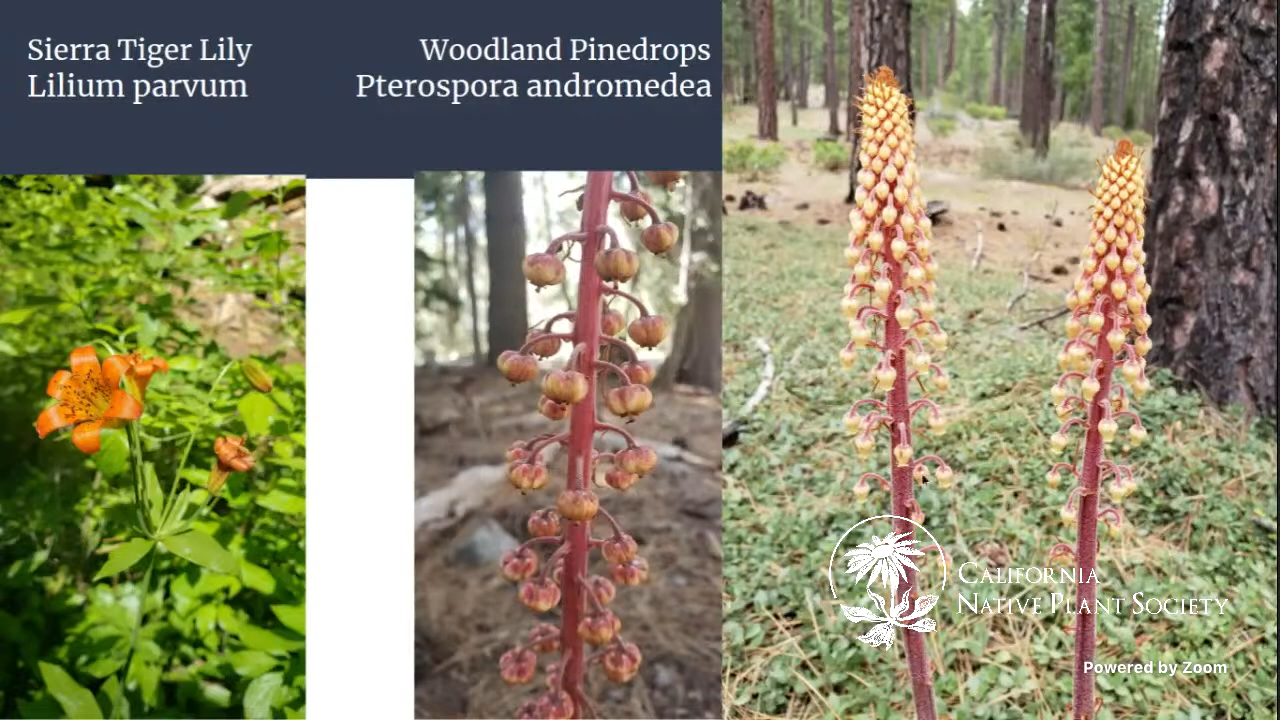 Sierra Tiger Lily
Lilium parvum
Woodland Pinedrops
Pterospora andromedea
California
Native Plant Society
Powered by Zoom